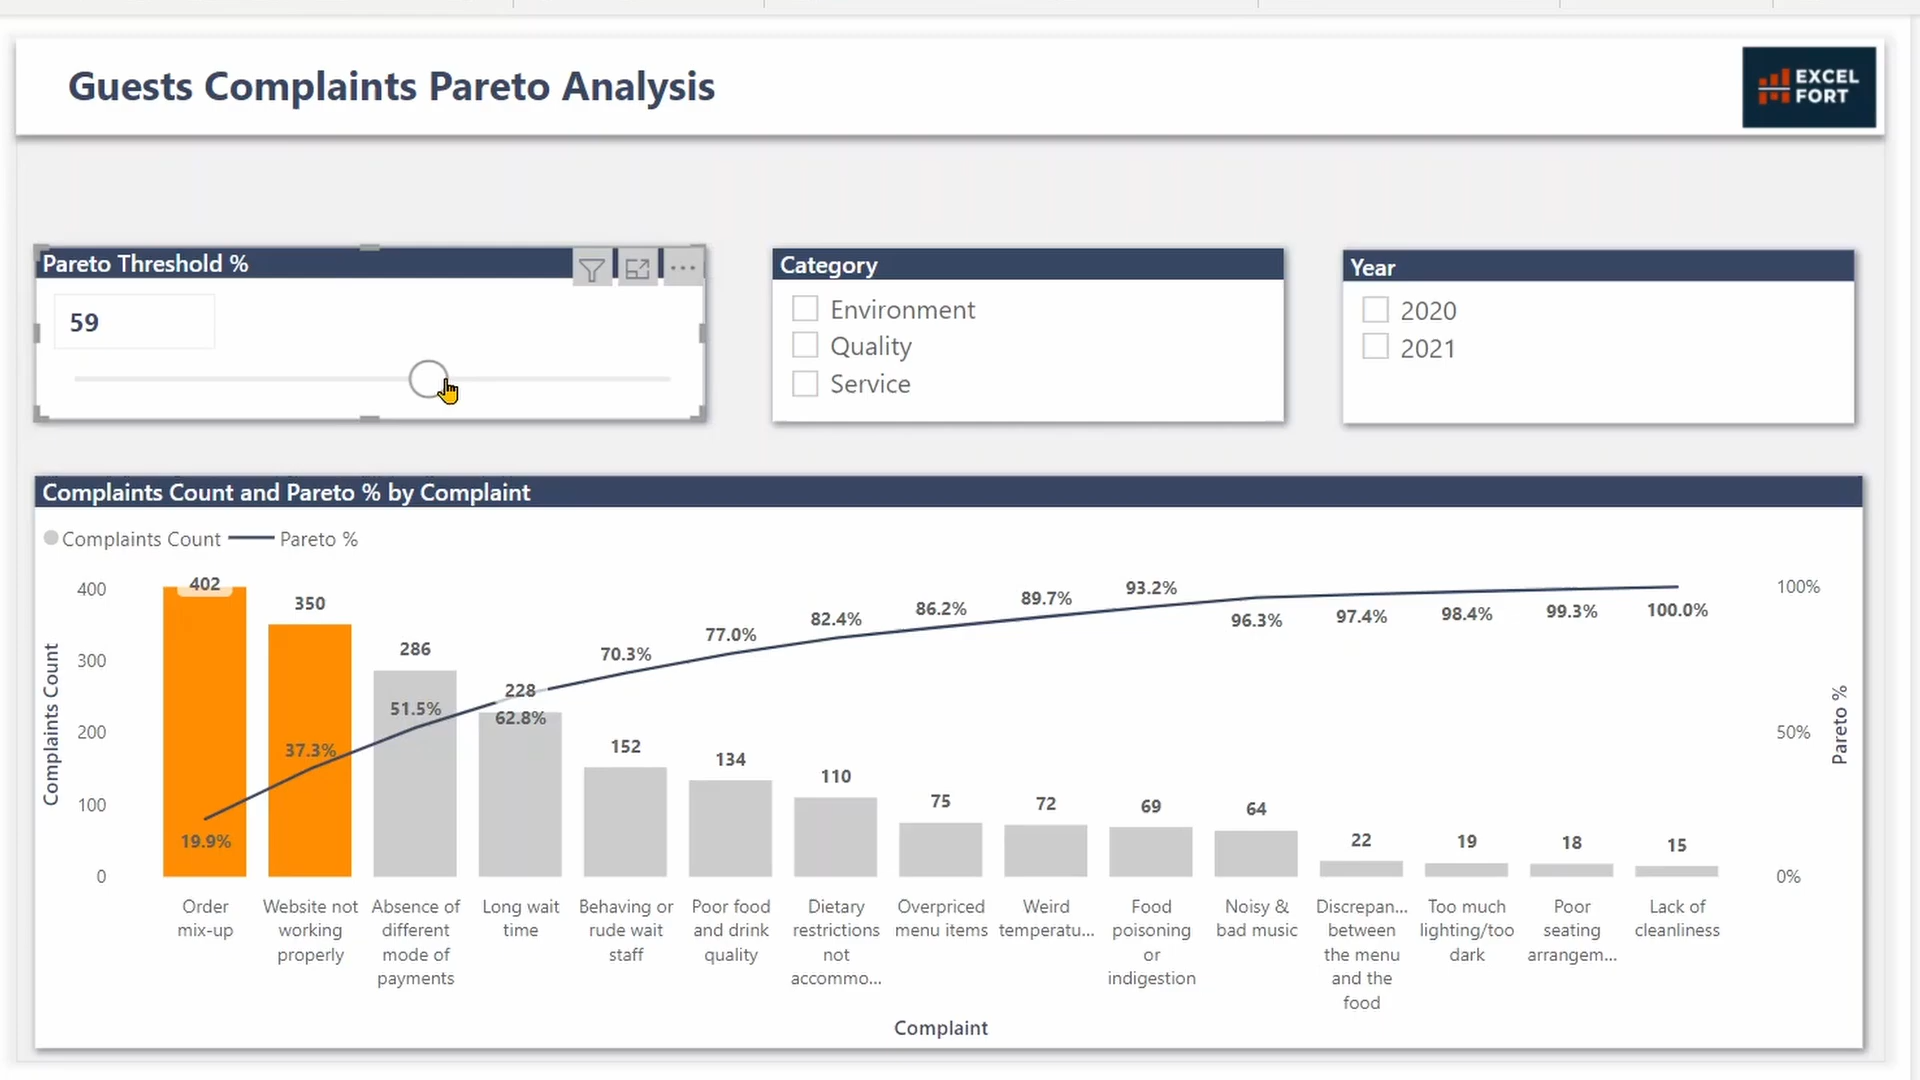 Guests Complaints Pareto Analysis
EXCEL
FORT
Pareto Threshold %
59
Category
Environment
Quality
Service
Year
2020
2021
Complaints Count and Pareto % by Complaint
Complaints Count
Pareto %
Complaints Count
400
300
200
100
0
402
350
286
228
152
134
110
75
72
69
64
22
19
18
15
19.9%
37.3%
51.5%
62.8%
70.3%
77.0%
82.4%
86.2%
89.7%
93.2%
96.3%
97.4%
98.4%
99.3%
100.0%
100%
50%
0%
Pareto %
Order
mix-up
Website not
working
properly
Absence of
different
mode of
payments
Long wait
time
Behaving or
rude wait
staff
Poor food
and drink
quality
Dietary
restrictions
not
accommo...
Overpriced
menu items
Weird
temperatu...
Food
poisoning
or
indigestion
Noisy &
bad music
Discrepan...
between
the menu
and the
food
Too much
lighting/too
dark
Poor
seating
arrangem...
Lack of
cleanliness
Complaint